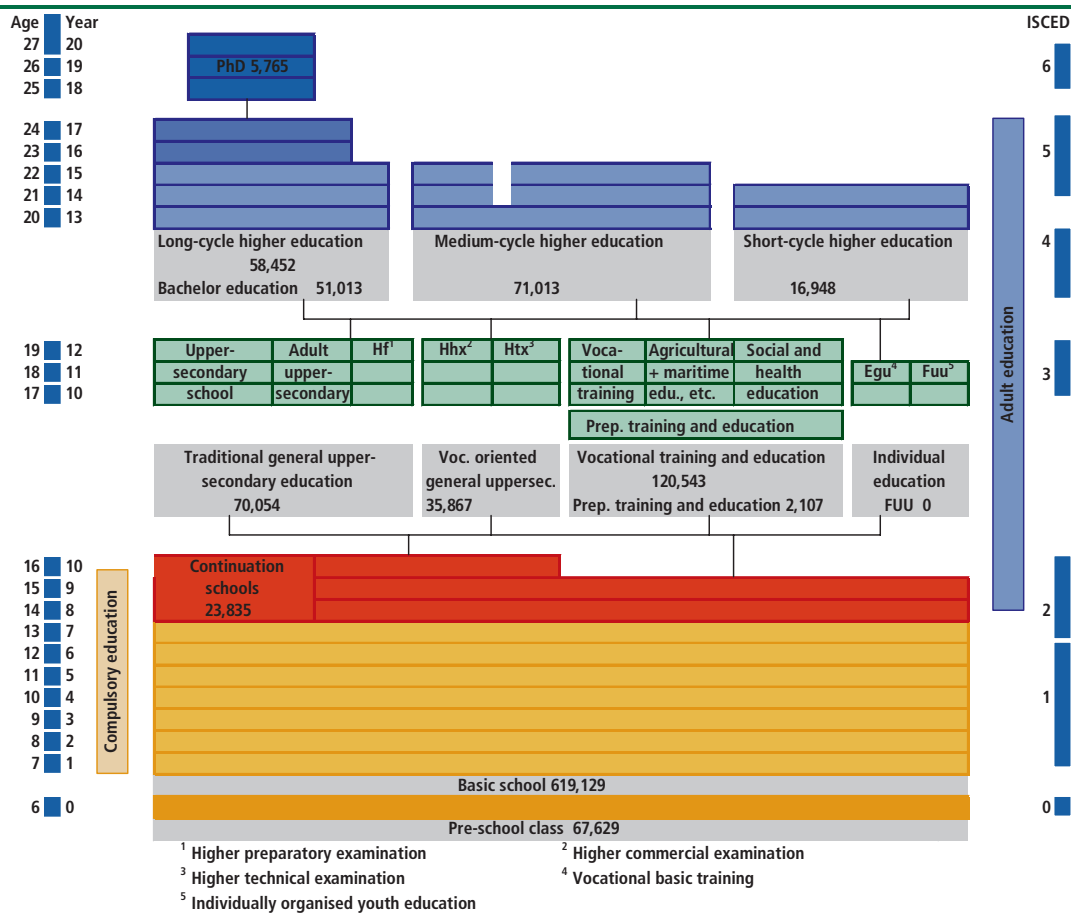 Age Year ISCED
27 20
26 19 PhD 5,765 6
25 18
24 17
23 16 5
22 15
21 14
20 13
Long-cycle higher education Medium-cycle higher education Short-cycle higher education 4
58,452
Bachelor education 51,013 71,013 16,948
Adult education
19 12 Upper- Adult Hf1 Hhx2 Htx3 Voca- Agricultural Social and
18 11 secondary upper- tional + maritime health Egu4 Fuu5 3
17 10 school secondary training edu., etc. education
Prep. training and education
Traditional general upper- Voc. oriented Vocational training and education Individual
secondary education general uppersec. 120,543 education
70,054 35,867 Prep. training and education 2,107 FUU 0
16 10 Continuation
15 9 schools
14 8 23,835 2
Compulsory education
13 7
12 6
11 5
10 4 1
9 3
8 2
7 1
Basic school 619,129
6 0 0
Pre-school class 67,629
1 Higher preparatory examination 2 Higher commercial examination
3 Higher technical examination 4 Vocational basic training
5 Individually organised youth education